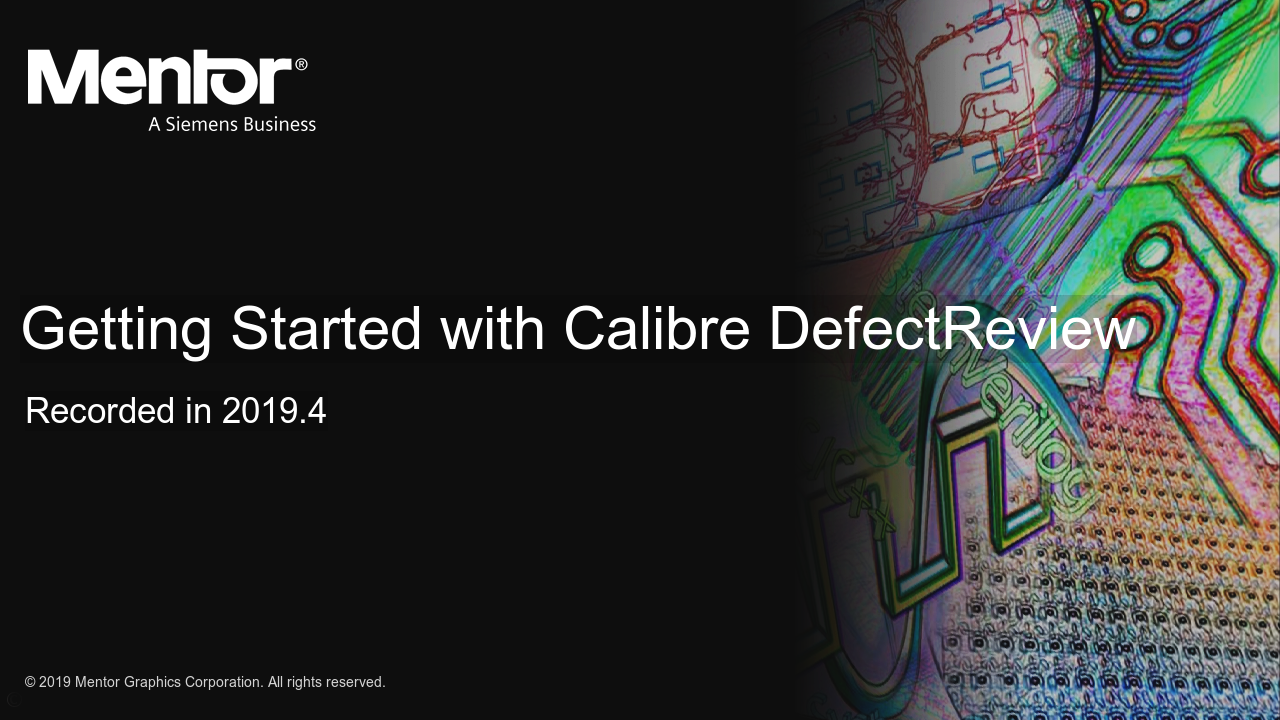 Mentor®
A Siemens Business
Getting Started with Calibre DefectReview
Recorded in 2019.4
© 2019 Mentor Graphics Corporation. All rights reserved.
C++